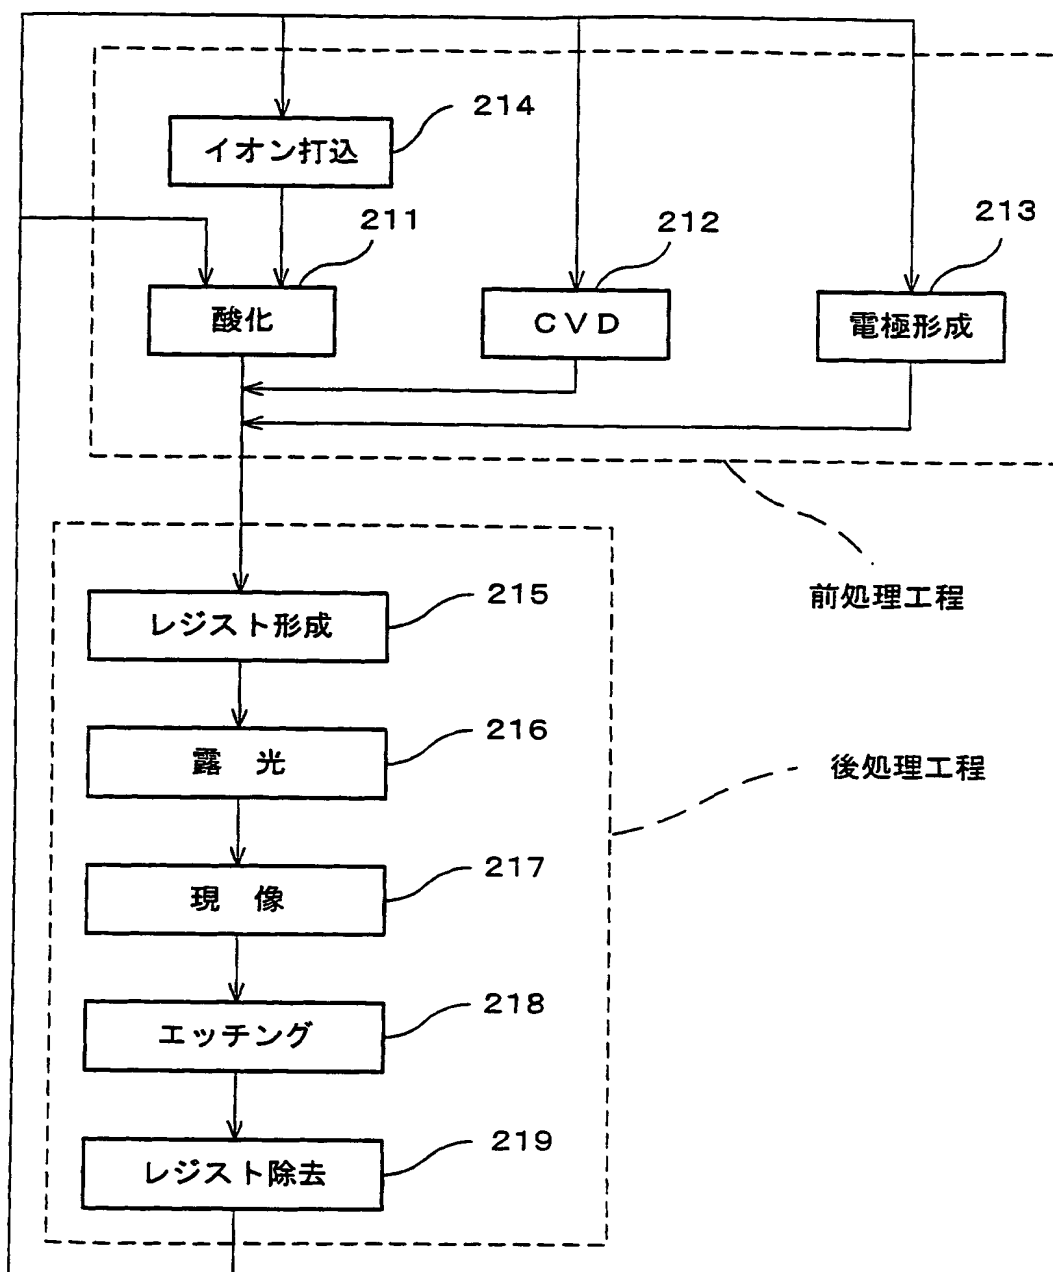 214
イオン打込
211
212
213
酸化
CVD
電極形成
前処理工程
215
レジスト形成
216
露 光
後処理工程
217
現 像
218
エッチング
219
レジスト除去